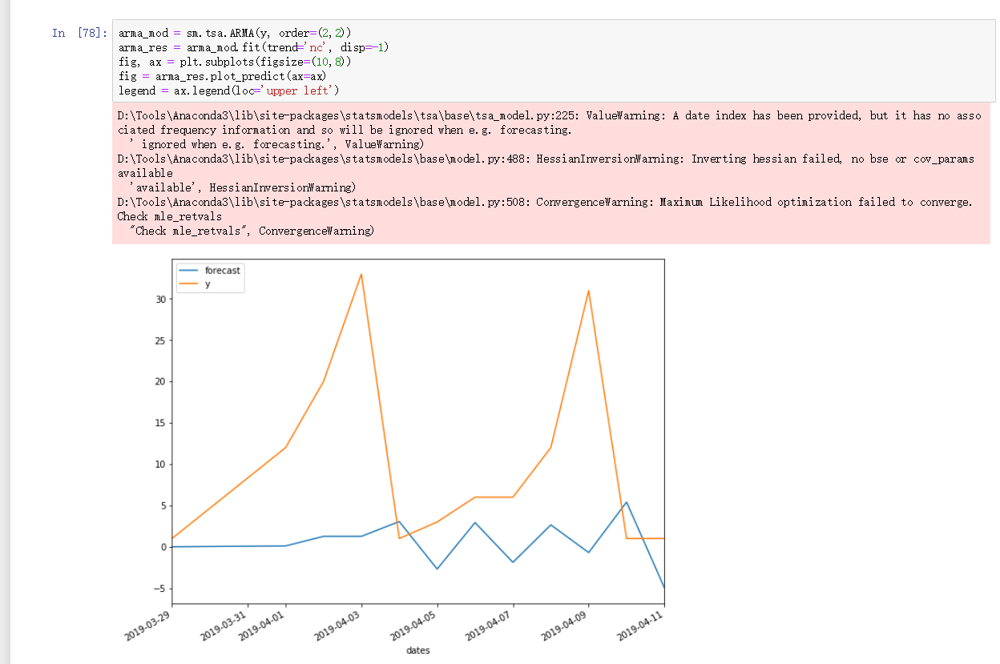 In [78]:
arma_mod = sm.tsa.ARMA(y, order=(2,2))
arma_res = arma_mod.fit(trend='nc', disp=-1)
fig, ax = plt.subplots(figsize=(10,8))
fig = arma_res.plot_predict(ax=ax)
legend = ax.legend(loc='upper left')
D:\Tools\Anaconda3\lib\site-packages\statsmodels\tsa\base\tsa_model.py:225: ValueWarning: A date index has been provided, but it has no asso
ciated frequency information and so will be ignored when e.g. forecasting.
' ignored when e.g. forecasting.', ValueWarning)
D:\Tools\Anaconda3\lib\site-packages\statsmodels\base\model.py:488: HessianInversionWarning: Inverting hessian failed, no bse or cov_params
available
'available', HessianInversionWarning)
D:\Tools\Anaconda3\lib\site-packages\statsmodels\base\model.py:508: ConvergenceWarning: Maximum Likelihood optimization failed to converge.
Check mle_retvals
"Check mle_retvals", ConvergenceWarning)
forecast
y
30
25
20
15
10
5
0
−5
2019-03-29
2019-03-31
2019-04-01
2019-04-03
2019-04-05
2019-04-07
2019-04-09
2019-04-11
dates